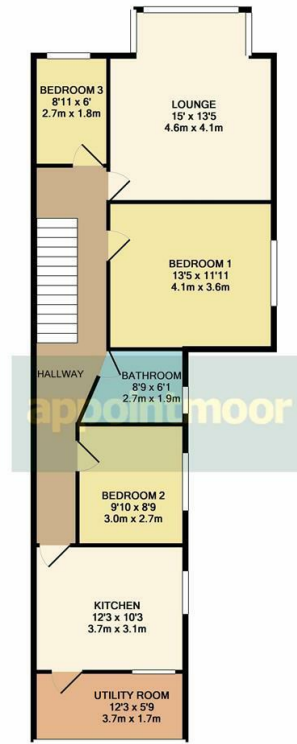 BEDROOM 3
8'11 x 6'
2.7m x 1.8m
LOUNGE
15' x 13'5
4.6m x 4.1m
BEDROOM 1
13'5 x 11'11
4.1m x 3.6m
HALLWAY
BATHROOM
8'9 x 6'1
2.7m x 1.9m
appointmoor
BEDROOM 2
9'10 x 8'9
3.0m x 2.7m
KITCHEN
12'3 x 10'3
3.7m x 3.1m
UTILITY ROOM
12'3 x 5'9
3.7m x 1.7m